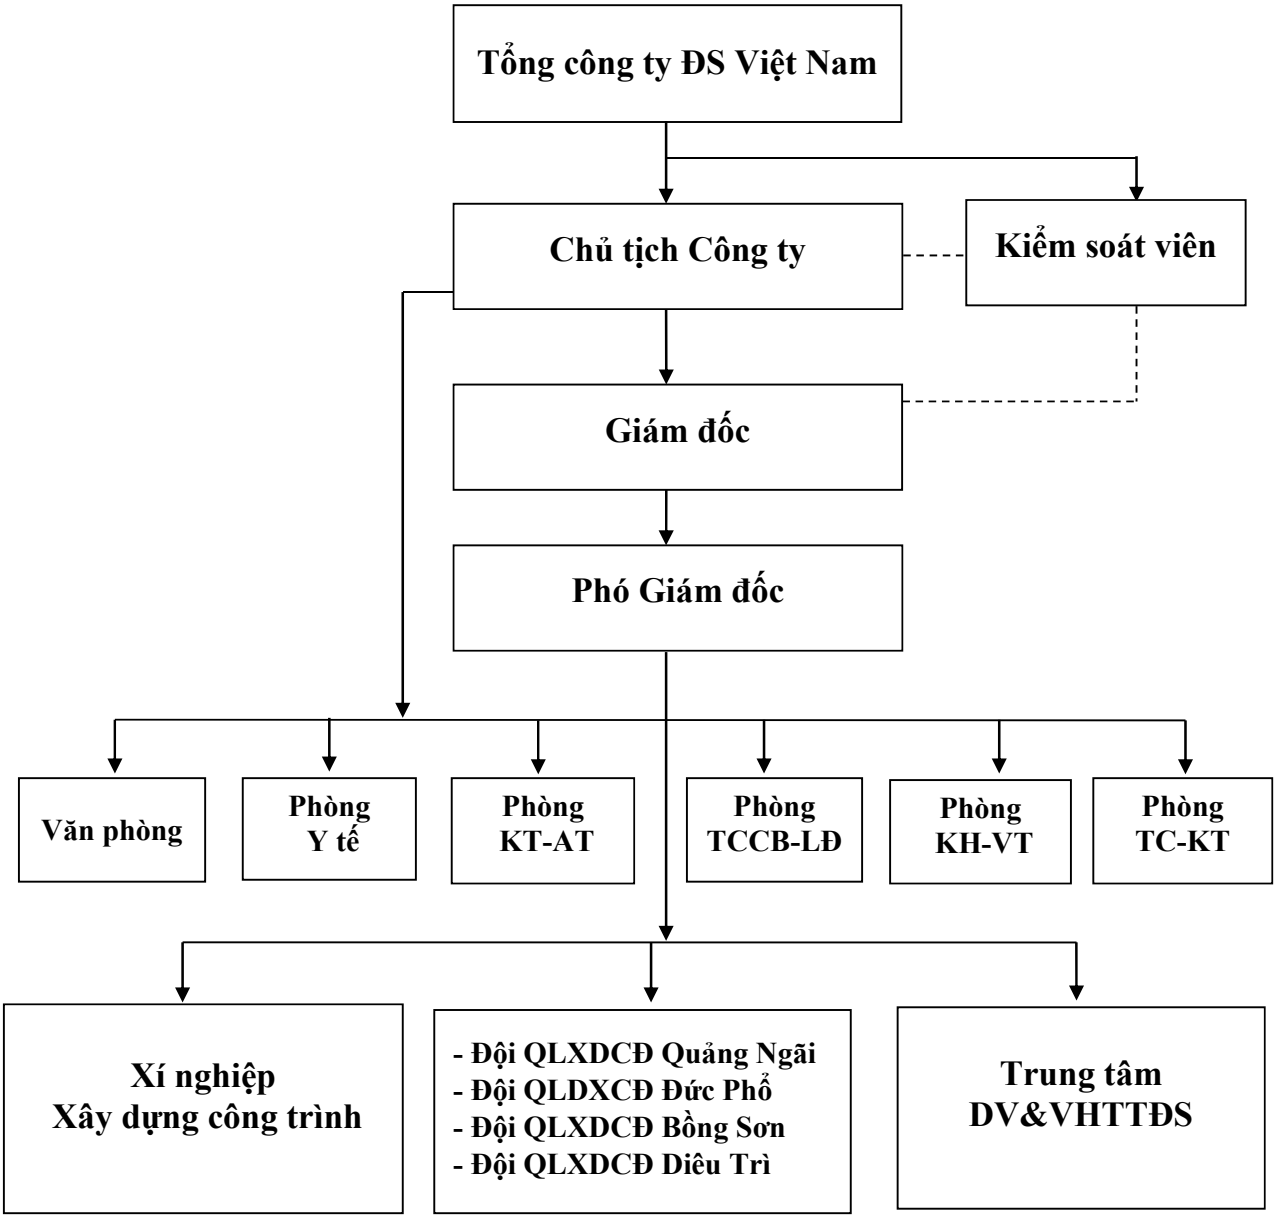 Tổng công ty ĐS Việt Nam
Chủ tịch Công ty
Kiểm soát viên
Giám đốc
Phó Giám đốc
Văn phòng
Phòng
Y tế
Phòng
KT-AT
Phòng
TCCB-LĐ
Phòng
KH-VT
Phòng
TC-KT
Xí nghiệp
Xây dựng công trình
- Đội QLXDCĐ Quảng Ngãi
- Đội QLDXCĐ Đức Phổ
- Đội QLXDCĐ Bồng Sơn
- Đội QLXDCĐ Diêu Trì
Trung tâm
DV&VHTTĐS